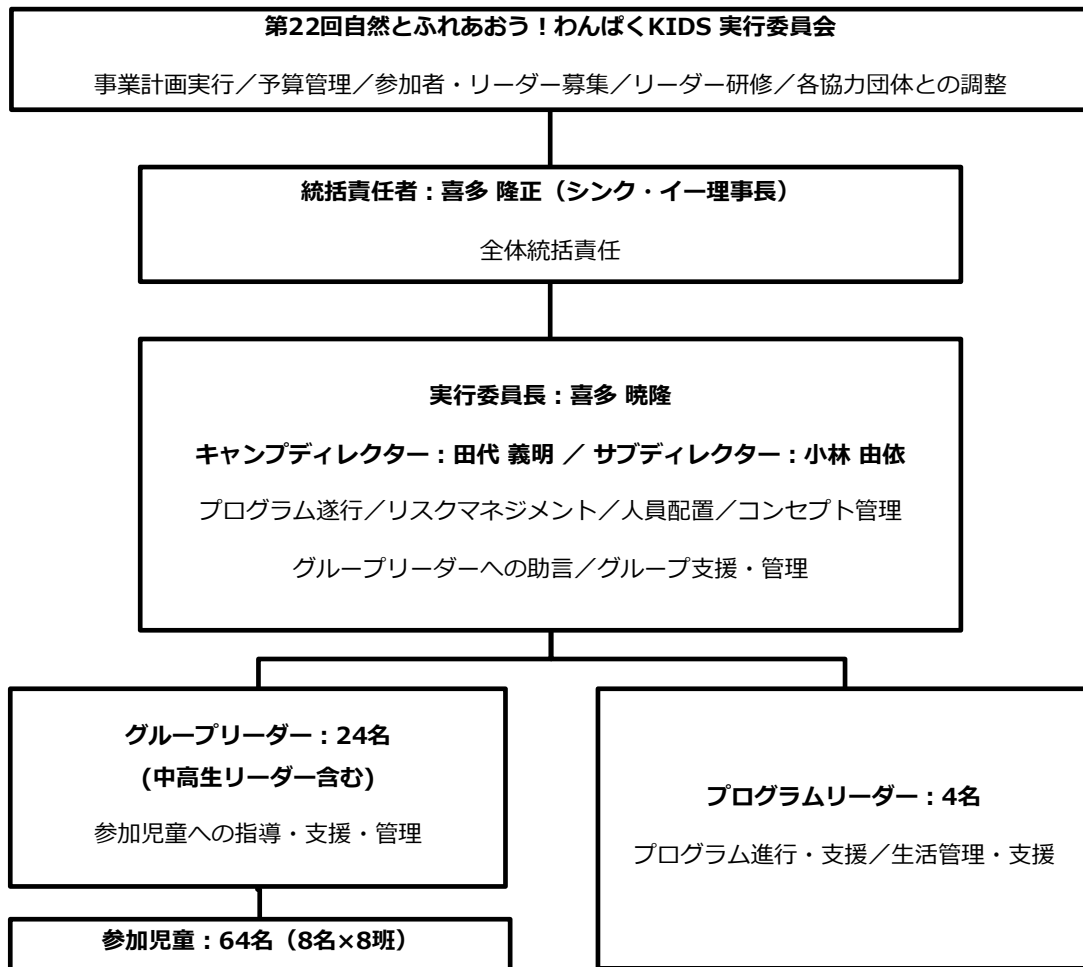 第22回自然とふれあおう！わんぱくKIDS 実行委員会
事業計画実行／予算管理／参加者・リーダー募集／リーダー研修／各協力団体との調整
統括責任者：喜多 隆正（シンク・イー理事長）
全体統括責任
実行委員長：喜多 暁隆
キャンプディレクター：田代 義明 ／ サブディレクター：小林 由依
プログラム遂行／リスクマネジメント／人員配置／コンセプト管理
グループリーダーへの助言／グループ支援・管理
グループリーダー：24名
(中高生リーダー含む)
参加児童への指導・支援・管理
プログラムリーダー：4名
プログラム進行・支援／生活管理・支援
参加児童：64名（8名×8班）